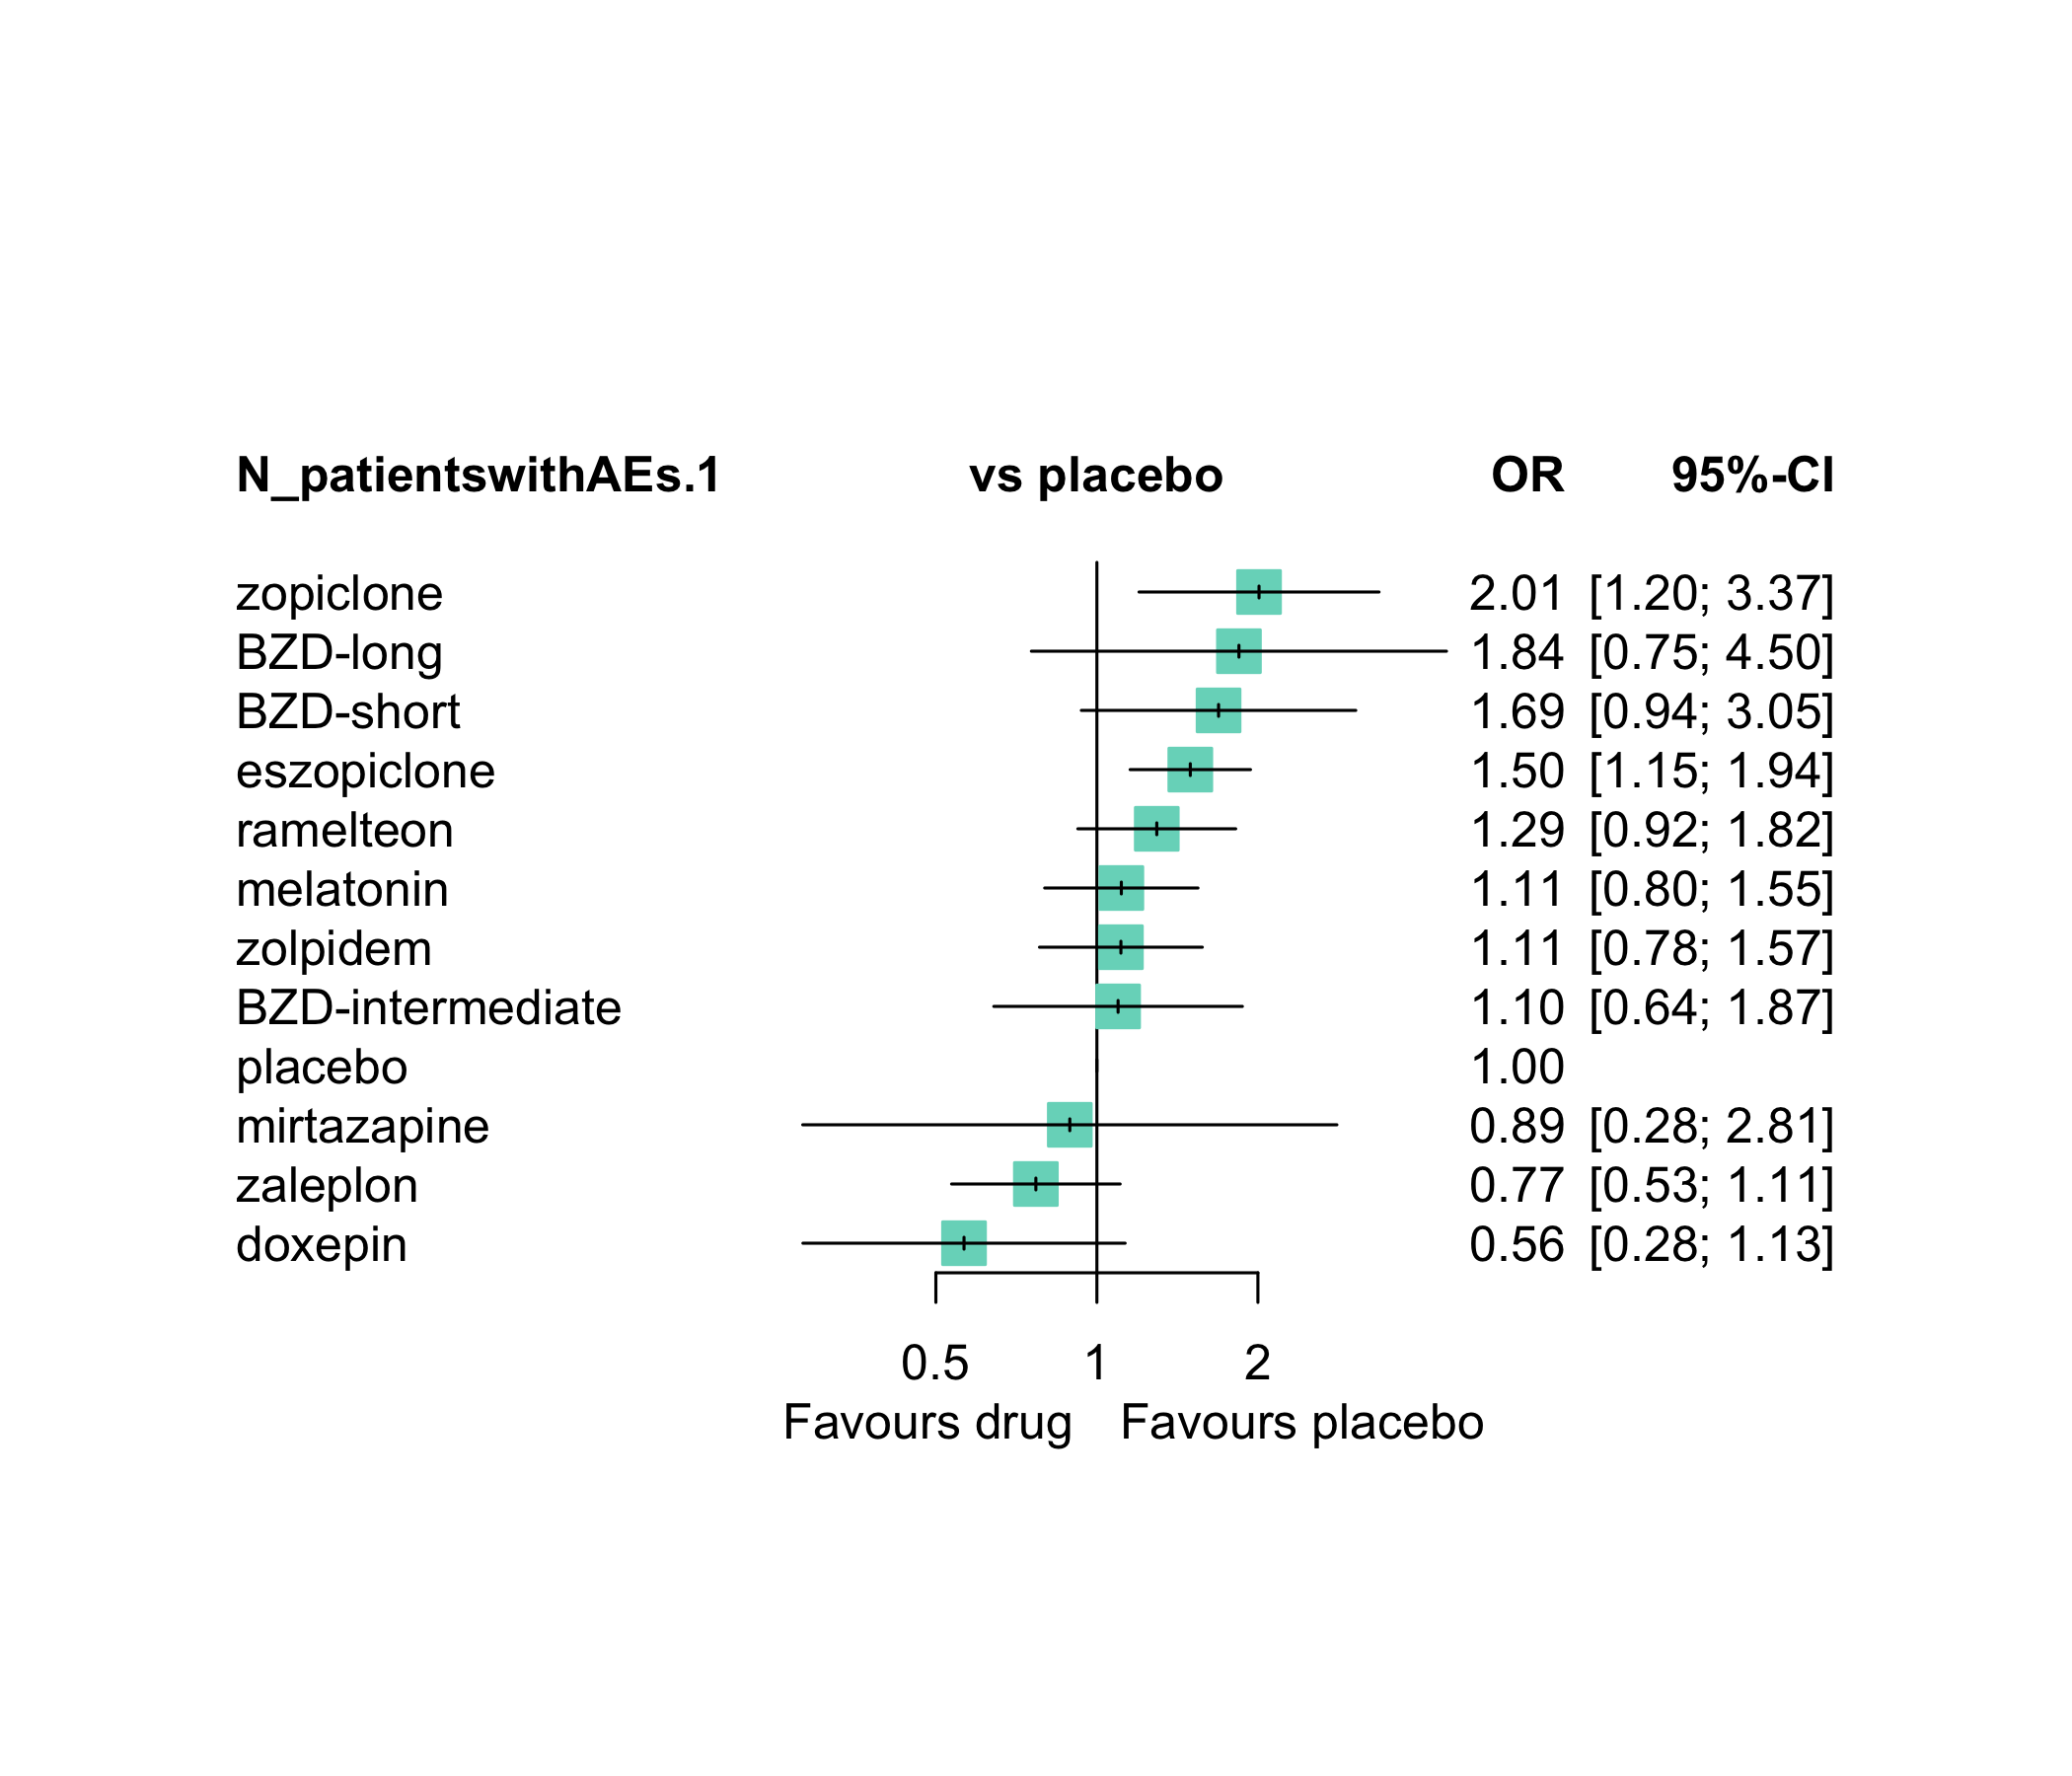 N_patientswithAEs.1 vs placebo OR 95%-CI
zopiclone 2.01 [1.20; 3.37]
BZD-long 1.84 [0.75; 4.50]
BZD-short 1.69 [0.94; 3.05]
eszopiclone 1.50 [1.15; 1.94]
ramelteon 1.29 [0.92; 1.82]
melatonin 1.11 [0.80; 1.55]
zolpidem 1.11 [0.78; 1.57]
BZD-intermediate 1.10 [0.64; 1.87]
placebo 1.00
mirtazapine 0.89 [0.28; 2.81]
zaleplon 0.77 [0.53; 1.11]
doxepin 0.56 [0.28; 1.13]
0.5 1 2
Favours drug Favours placebo